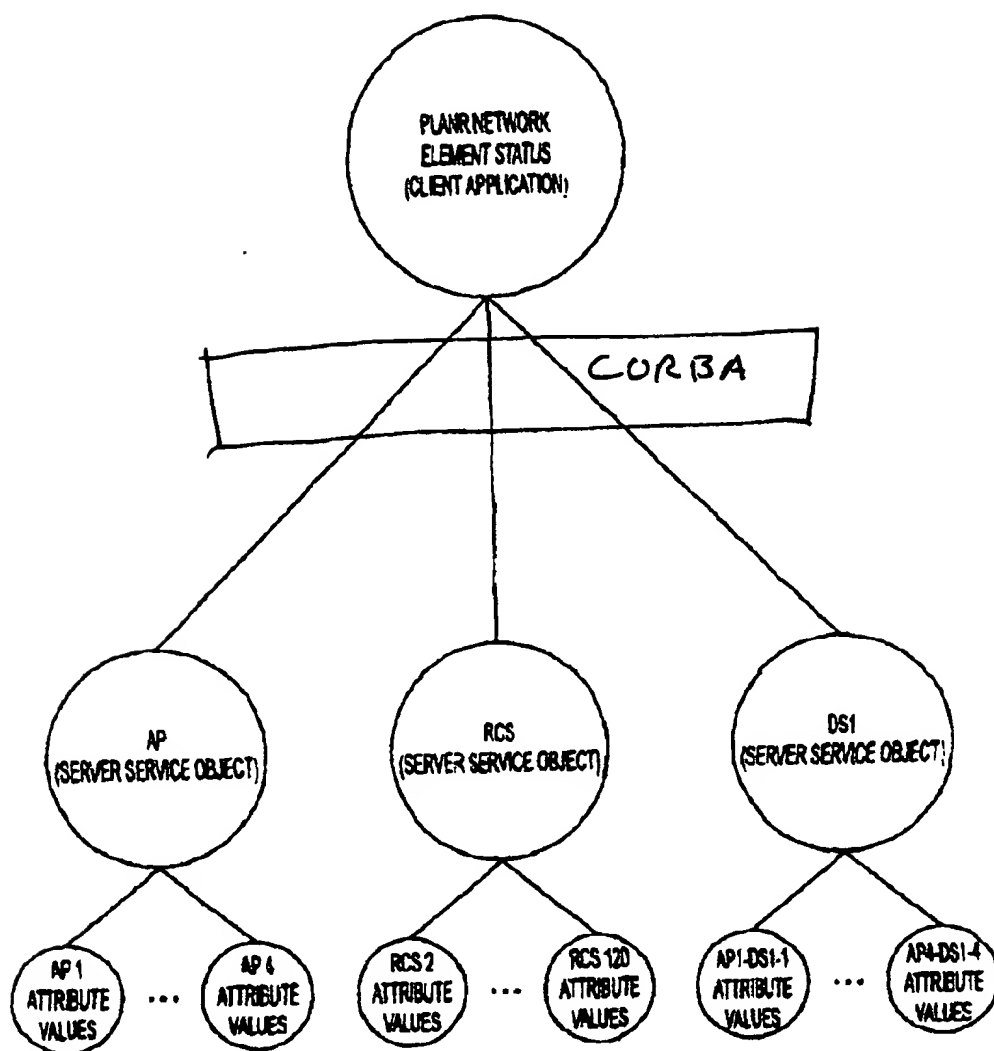 PLANR NETWORK
ELEMENT STATUS
(CLIENT APPLICATION)
CORBA
AP
(SERVER SERVICE OBJECT)
RCS
(SERVER SERVICE OBJECT)
DS1
(SERVER SERVICE OBJECT)
AP 1
ATTRIBUTE
VALUES
...
AP 4
ATTRIBUTE
VALUES
RCS 2
ATTRIBUTE
VALUES
...
RCS 120
ATTRIBUTE
VALUES
AP1-DS1-1
ATTRIBUTE
VALUES
...
AP4-DS1-4
ATTRIBUTE
VALUES